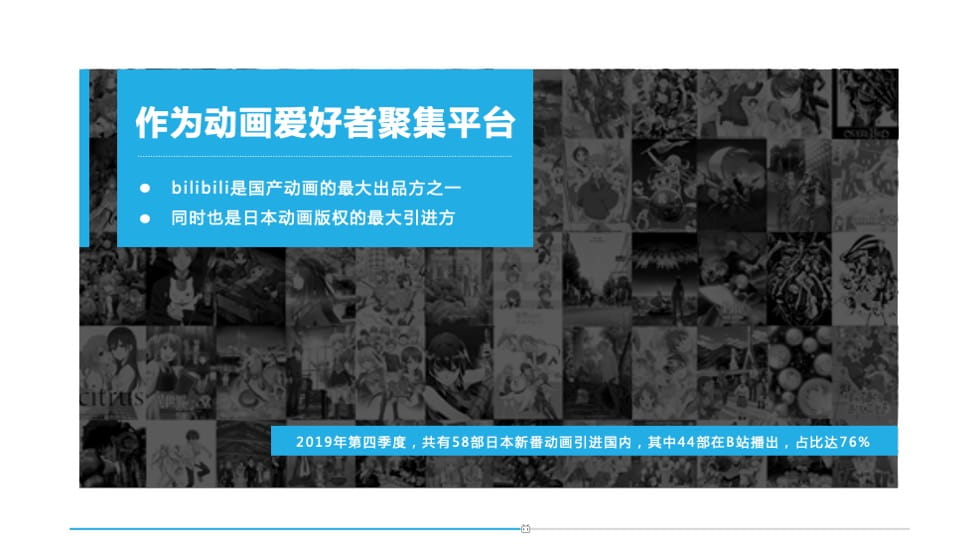 作为动画爱好者聚集平台
bilibili是国产动画的最大出品方之一
同时也是日本动画版权的最大引进方
citrus
2019年第四季度，共有58部日本新番动画引进国内，其中44部在B站播出，占比达76%